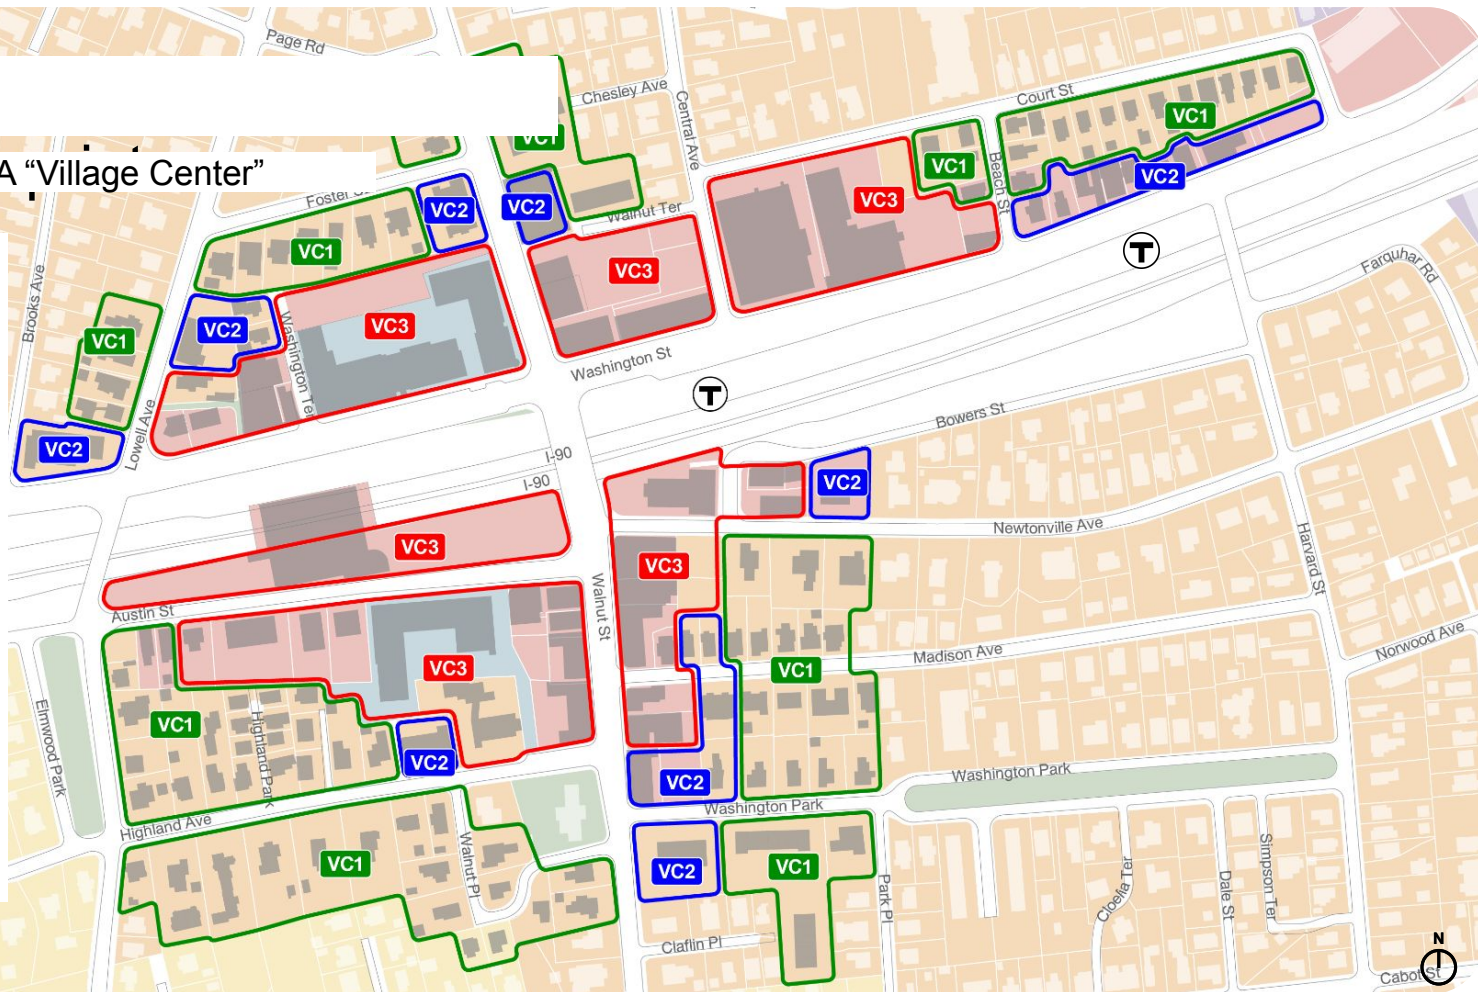 Page Rd
A “Village Center”
Chesley Ave
Central Ave
Court St
VC1
VC1
VC1
Beach St
VC2
VC3
Foster
VC2
VC2
Walnut Ter
VC1
VC3
Brooks Ave
VC1
VC2
Washington Ter
VC3
Washington St
T
T
Farquhar Rd
VC2
Lowell Ave
I-90
I-90
Bowers St
VC2
Newtonville Ave
Harvard St
VC3
Austin St
VC3
Walnut St
VC3
VC1
Madison Ave
Norwood Ave
Elmwood Park
VC1
Highland Park
VC2
VC2
Washington Park
Washington Park
Highland Ave
VC1
Walnut Pl
VC2
VC1
Park Pl
Cloelia Ter
Dale St
Simpson Ter
Claflin Pl
N
Cabot St